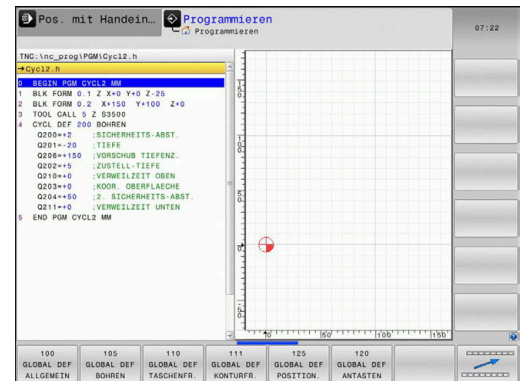 Pos. mit Handein…
Programmieren
Programmieren
07:22
TNC:\nc_prog\PGM\Cycl2.h
→Cycl2.h
0 BEGIN PGM CYCL2 MM
1 BLK FORM 0.1 Z X+0 Y+0 Z-25
2 BLK FORM 0.2 X+150 Y+100 Z+0
3 TOOL CALL 5 Z S3500
4 CYCL DEF 200 BOHREN
Q200=+2 ;SICHERHEITS-ABST.
Q201=-20 ;TIEFE
Q206=+150 ;VORSCHUB TIEFENZ.
Q202=+5 ;ZUSTELL-TIEFE
Q210=+0 ;VERWEILZEIT OBEN
Q203=+0 ;KOOR. OBERFLAECHE
Q204=+50 ;2. SICHERHEITS-ABST.
Q211=+0 ;VERWEILZEIT UNTEN
5 END PGM CYCL2 MM
0 50 100 150
100 GLOBAL DEF ALLGEMEIN
105 GLOBAL DEF BOHREN
110 GLOBAL DEF TASCHENFR.
111 GLOBAL DEF KONTURFR.
125 GLOBAL DEF POSITION.
120 GLOBAL DEF ANTASTEN